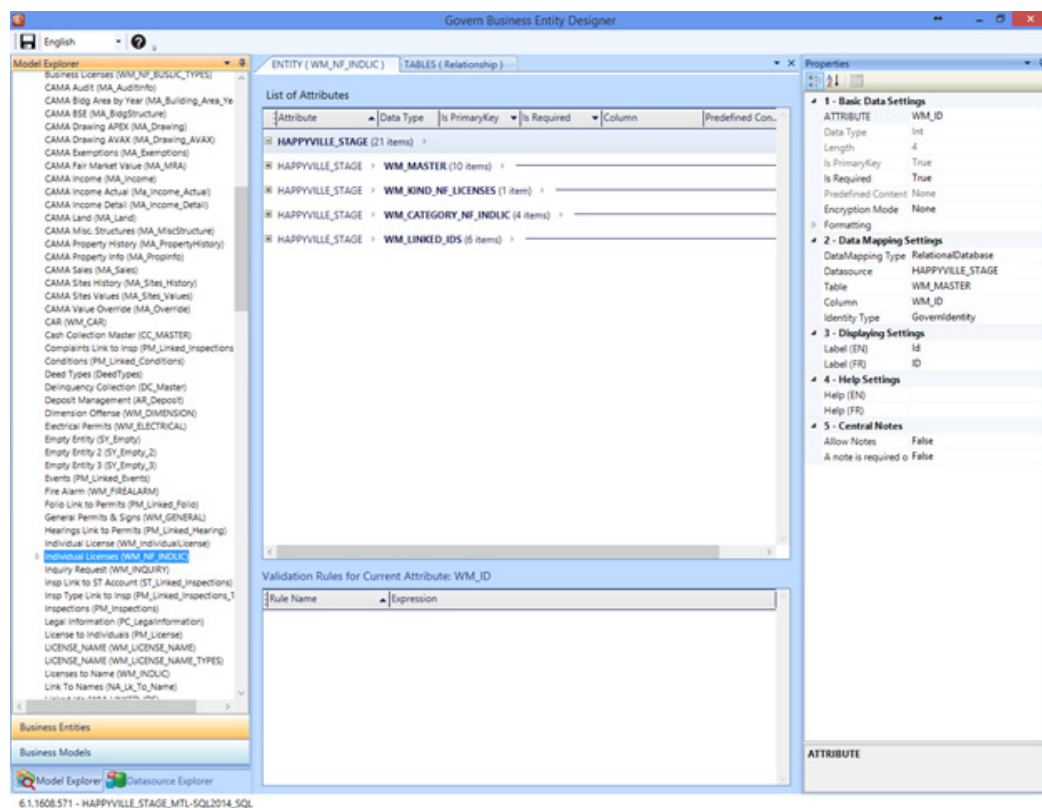 Govern Business Entity Designer
English
Model Explorer
Business Licenses (WM_NF_BUSLIC_TYPES)
CAMA Audit (MA_AuditInfo)
CAMA Bldg Area by Year (MA_Building_Area_Ye
CAMA BSE (MA_BldgStructure)
CAMA Drawing APEX (MA_Drawing)
CAMA Drawing AVAX (MA_Drawing_AVAX)
CAMA Exemptions (MA_Exemptions)
CAMA Fair Market Value (MA_MRA)
CAMA Income (MA_Income)
CAMA Income Actual (Ma_Income_Actual)
CAMA Income Detail (MA_Income_Detail)
CAMA Land (MA_Land)
CAMA Misc. Structures (MA_MiscStructure)
CAMA Property History (MA_PropertyHistory)
CAMA Property Info (MA_PropInfo)
CAMA Sales (MA_Sales)
CAMA Sites History (MA_Sites_History)
CAMA Sites Values (MA_Sites_Values)
CAMA Value Override (MA_Override)
CAR (WM_CAR)
Cash Collection Master (CC_MASTER)
Complaints Link to Insp (PM_Linked_Inspections
Conditions (PM_Linked_Conditions)
Deed Types (DeedTypes)
Delinquency Collection (DC_Master)
Deposit Management (AR_Deposit)
Dimension Offense (WM_DIMENSION)
Electrical Permits (WM_ELECTRICAL)
Empty Entity (SY_Empty)
Empty Entity 2 (SY_Empty_2)
Empty Entity 3 (SY_Empty_3)
Events (PM_Linked_Events)
Fire Alarm (WM_FIREALARM)
Folio Link to Permits (PM_Linked_Folio)
General Permits & Signs (WM_GENERAL)
Hearings Link to Permits (PM_Linked_Hearing)
Individual License (WM_IndividualLicense)
Individual Licenses (WM_NF_INDLIC)
Inquiry Request (WM_INQUIRY)
Insp Link to ST Account (ST_Linked_Inspections)
Insp Type Link to Insp (PM_Linked_Inspections_T
Inspections (PM_Inspections)
Legal Information (PC_LegalInformation)
License to Individuals (PM_License)
LICENSE_NAME (WM_LICENSE_NAME)
LICENSE_NAME (WM_LICENSE_NAME_TYPES)
Licenses to Name (WM_INDLIC)
Link To Names (NA_Lk_To_Name)
Business Entities
Business Models
Model Explorer Datasource Explorer
6.1.1608.571 - HAPPYVILLE_STAGE_MTL-SQL2014_SQL
ENTITY ( WM_NF_INDLIC ) TABLES ( Relationship )
List of Attributes
Attribute Data Type Is PrimaryKey Is Required Column Predefined Con...
HAPPYVILLE_STAGE (21 items)
HAPPYVILLE_STAGE WM_MASTER (10 items)
HAPPYVILLE_STAGE WM_KIND_NF_LICENSES (1 item)
HAPPYVILLE_STAGE WM_CATEGORY_NF_INDLIC (4 items)
HAPPYVILLE_STAGE WM_LINKED_IDS (6 items)
Validation Rules for Current Attribute: WM_ID
Rule Name Expression
Properties
1 - Basic Data Settings
ATTRIBUTE WM_ID
Data Type Int
Length 4
Is PrimaryKey True
Is Required True
Predefined Content None
Encryption Mode None
Formatting
2 - Data Mapping Settings
DataMapping Type RelationalDatabase
Datasource HAPPYVILLE_STAGE
Table WM_MASTER
Column WM_ID
Identity Type GovernIdentity
3 - Displaying Settings
Label (EN) Id
Label (FR) ID
4 - Help Settings
Help (EN)
Help (FR)
5 - Central Notes
Allow Notes False
A note is required o False
ATTRIBUTE